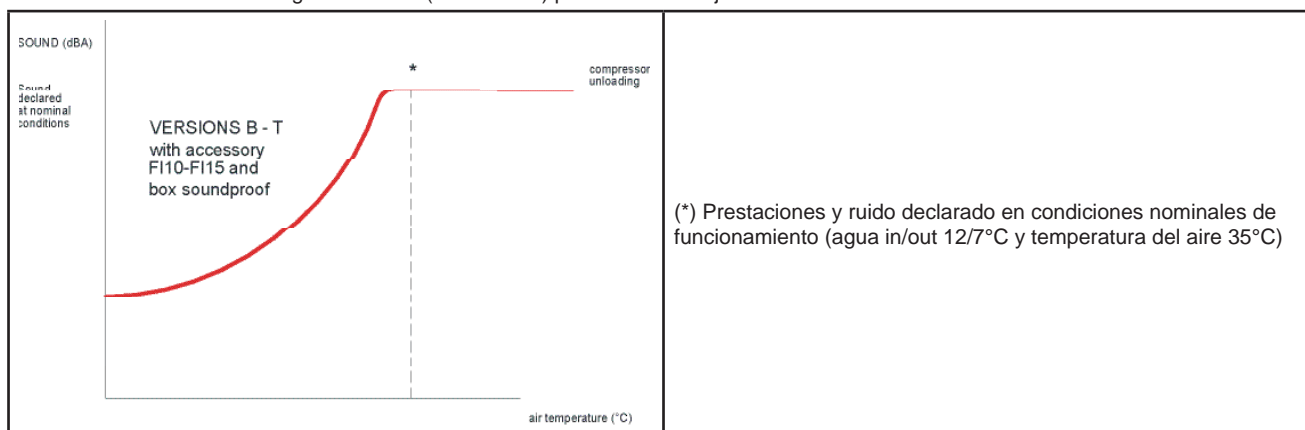 SOUND (dBA)
Sound
declared
at nominal
conditions
*
compressor
unloading
VERSIONS B - T
with accessory
FI10-FI15 and
box soundproof
air temperature (°C)
(*) Prestaciones y ruido declarado en condiciones nominales de
funcionamiento (agua in/out 12/7°C y temperatura del aire 35°C)